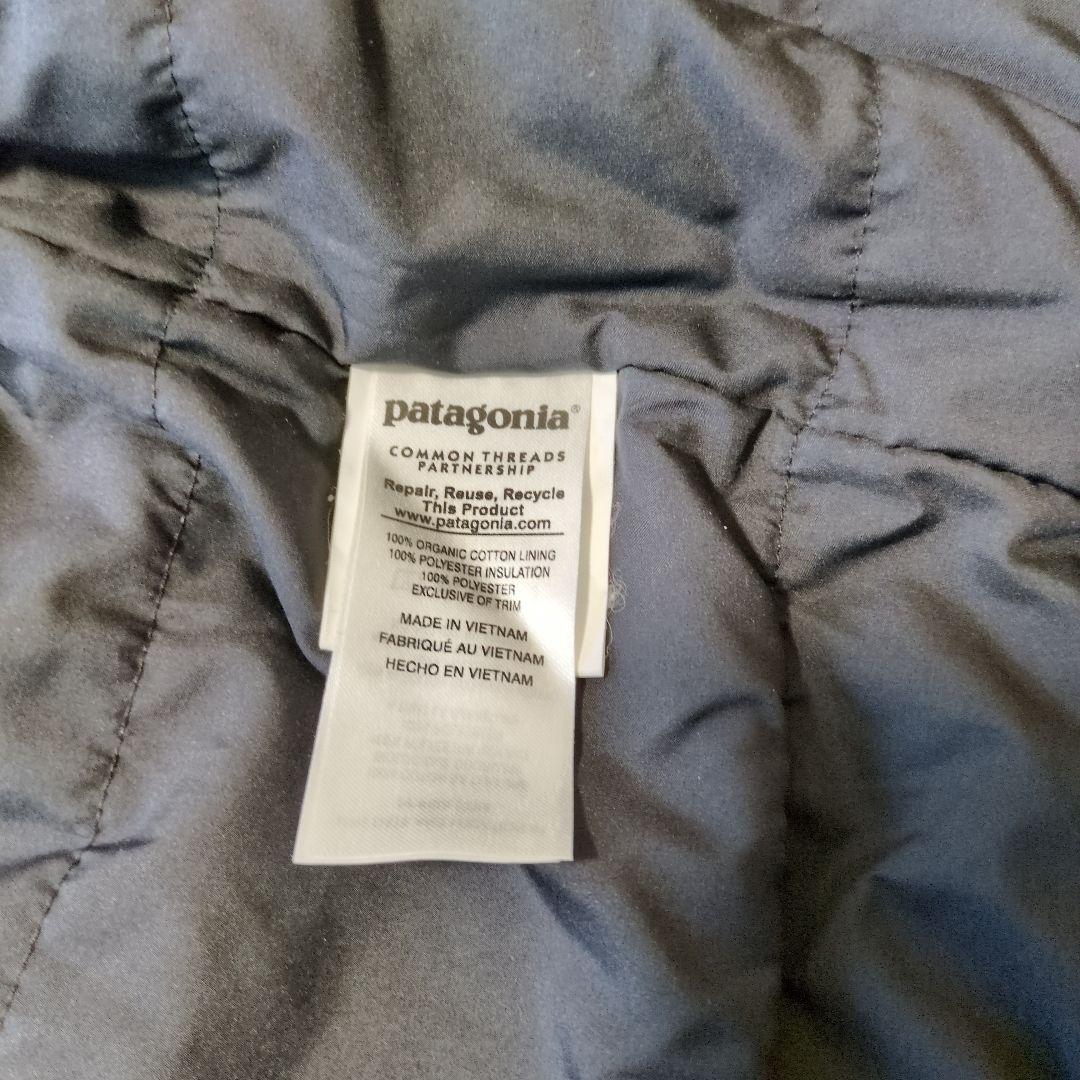 patagonia®
COMMON THREADS
PARTNERSHIP
Repair, Reuse, Recycle
This Product
www.patagonia.com
100% ORGANIC COTTON LINING
100% POLYESTER INSULATION
100% POLYESTER
EXCLUSIVE OF TRIM
MADE IN VIETNAM
FABRIQUÉ AU VIETNAM
HECHO EN VIETNAM